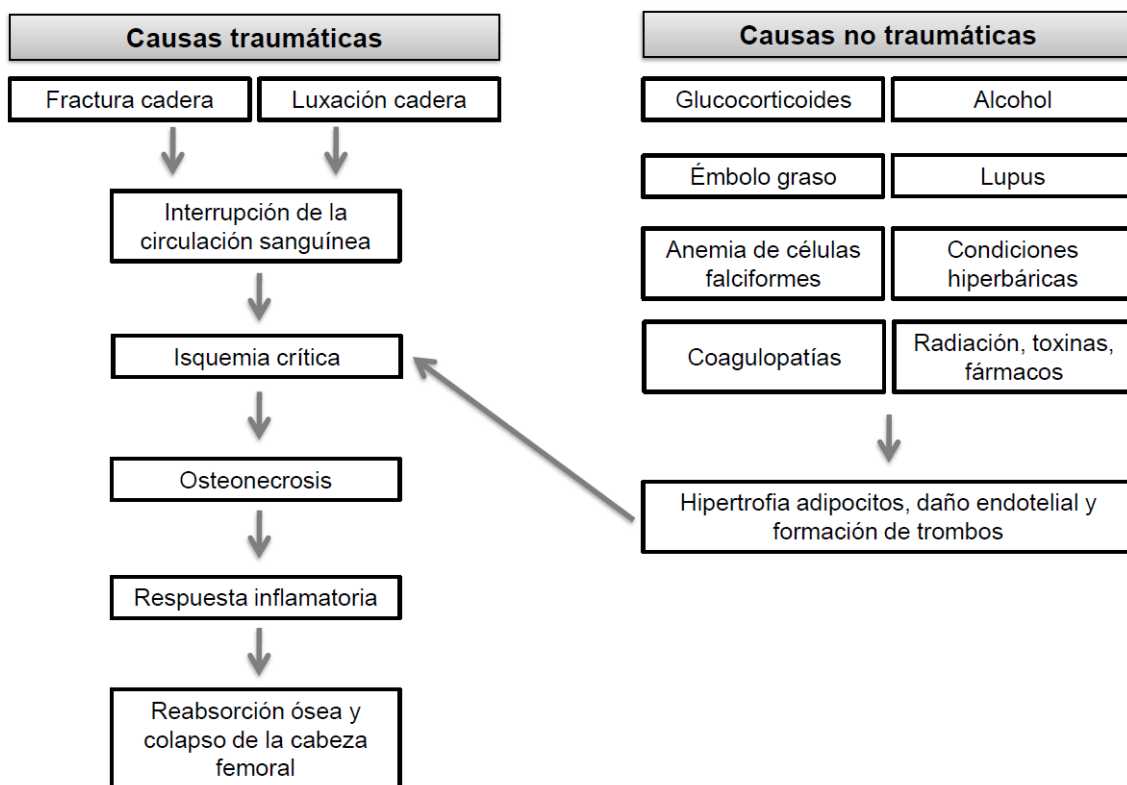 Causas traumáticas
Fractura cadera
Luxación cadera
Interrupción de la
circulación sanguínea
Isquemia crítica
Osteonecrosis
Respuesta inflamatoria
Reabsorción ósea y
colapso de la cabeza
femoral
Causas no traumáticas
Glucocorticoides
Alcohol
Émbolo graso
Lupus
Anemia de células
falciformes
Condiciones
hiperbáricas
Coagulopatías
Radiación, toxinas,
fármacos
Hipertrofia adipocitos, daño endotelial y
formación de trombos